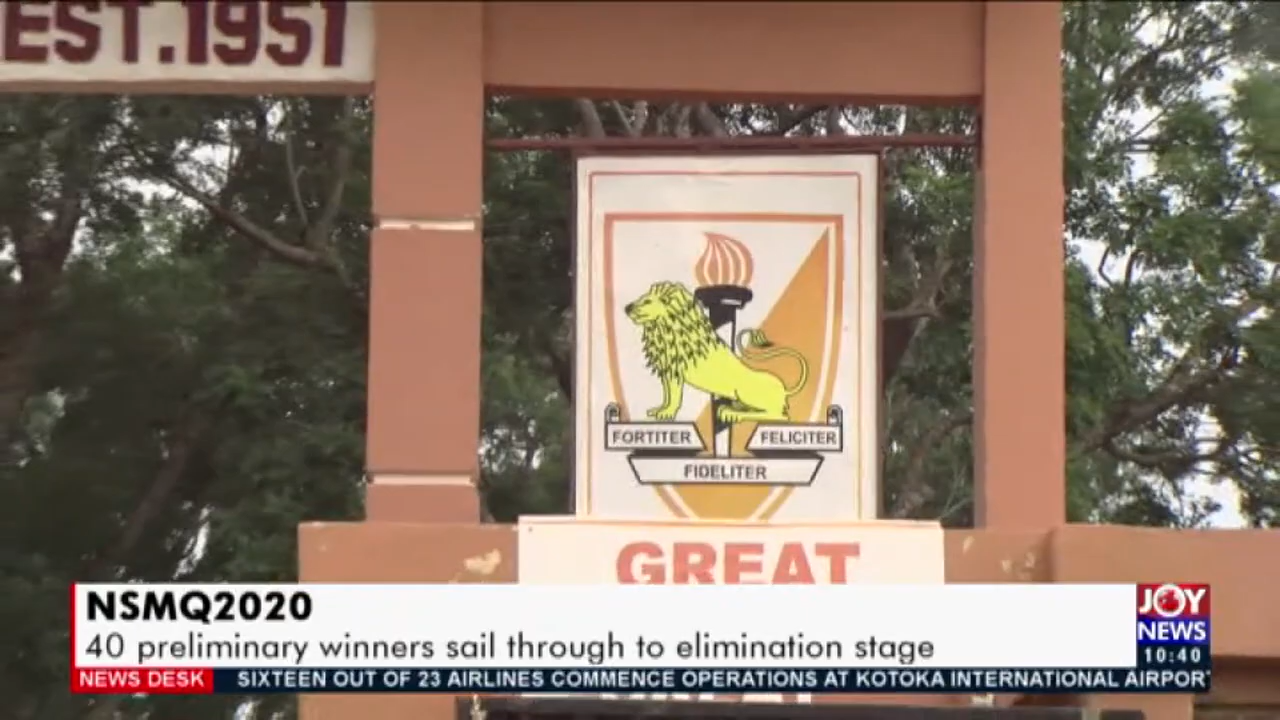 EST.1951
FORTITER FELICITER
FIDELITER
GREAT
NSMQ2020
40 preliminary winners sail through to elimination stage
JOY
NEWS
10:40
NEWS DESK SIXTEEN OUT OF 23 AIRLINES COMMENCE OPERATIONS AT KOTOKA INTERNATIONAL AIRPOR